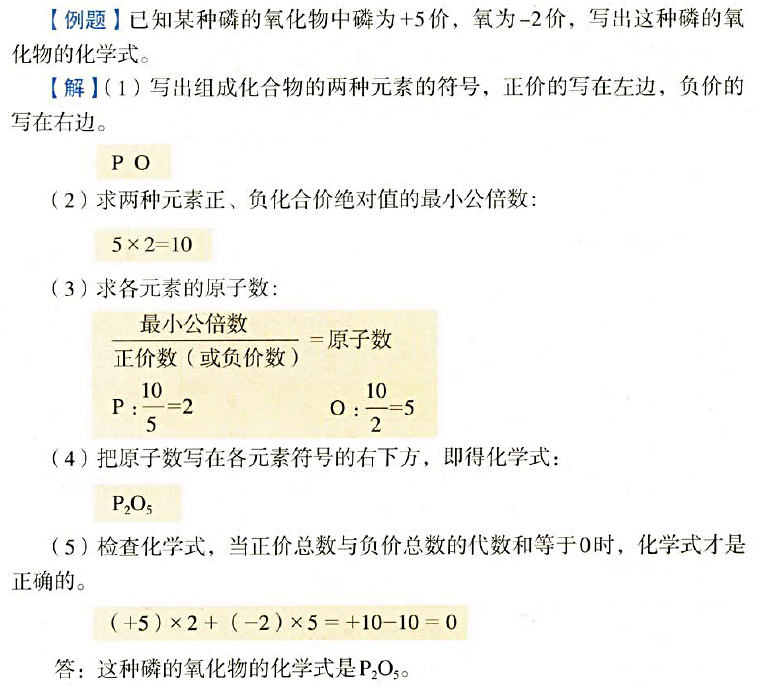 【例题】已知某种磷的氧化物中磷为+5价，氧为-2价，写出这种磷的氧
化物的化学式。
【解】(1）写出组成化合物的两种元素的符号，正价的写在左边，负价的
写在右边。
P O
（2）求两种元素正、负化合价绝对值的最小公倍数：
5×2=10
（3）求各元素的原子数：
最小公倍数
正价数（或负价数） =原子数
P：10/5=2 O：10/2=5
（4）把原子数写在各元素符号的右下方，即得化学式：
P₂O₅
（5）检查化学式，当正价总数与负价总数的代数和等于0时，化学式才是
正确的。
（+5）×2+（-2）×5=+10-10=0
答：这种磷的氧化物的化学式是P₂O₅。